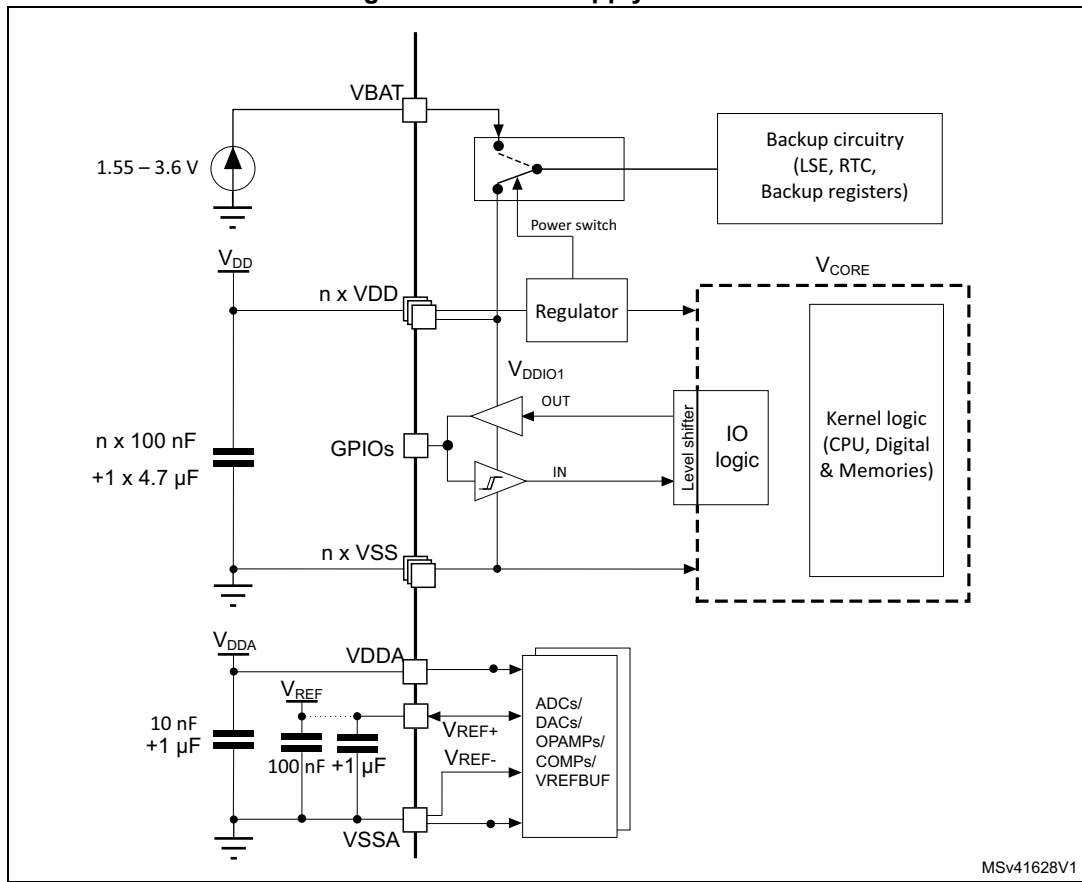 VBAT
1.55 – 3.6 V
Backup circuitry
(LSE, RTC,
Backup registers)
Power switch
VDD
n x VDD
Regulator
VCORE
VDDIO1
OUT
n x 100 nF
+1 x 4.7 µF
GPIOs
IN
Level shifter
IO
logic
Kernel logic
(CPU, Digital
& Memories)
n x VSS
VDDA
VDDA
VREF
10 nF
+1 µF
100 nF
+1 µF
VREF+
VREF-
ADCs/
DACs/
OPAMPs/
COMPs/
VREFBUF
VSSA
MSv41628V1